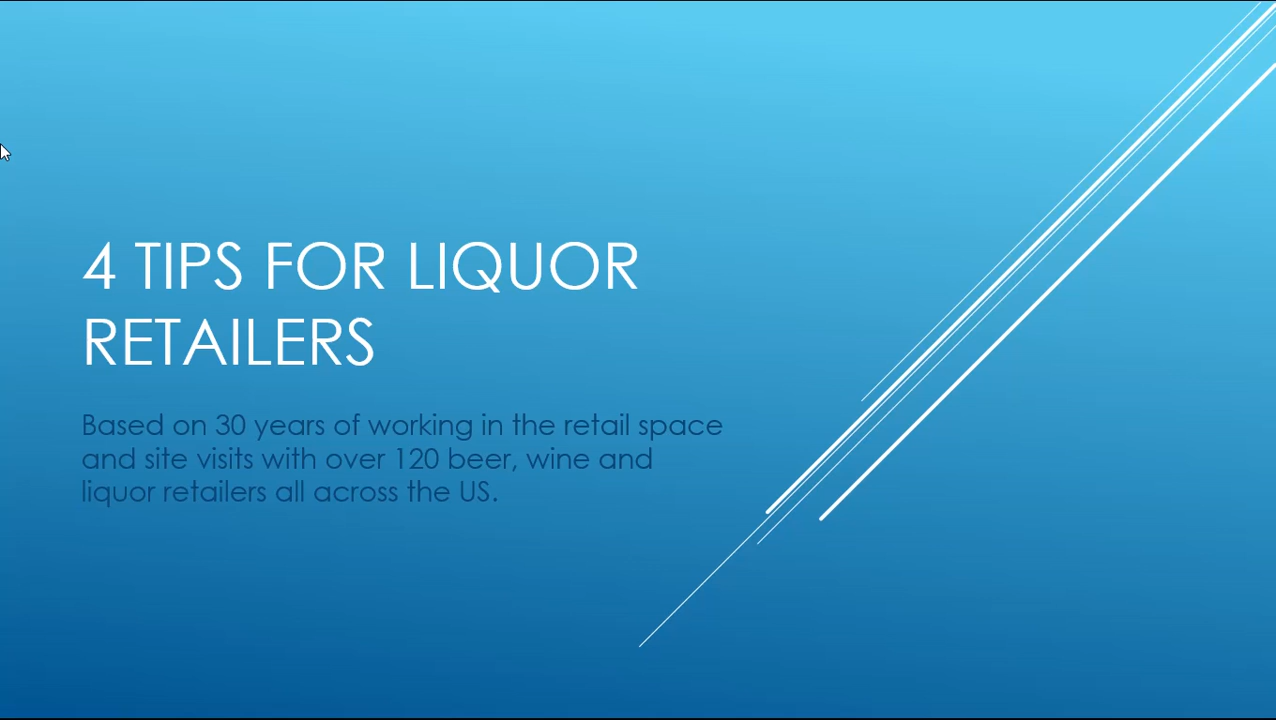 4 TIPS FOR LIQUOR
RETAILERS
Based on 30 years of working in the retail space
and site visits with over 120 beer, wine and
liquor retailers all across the US.